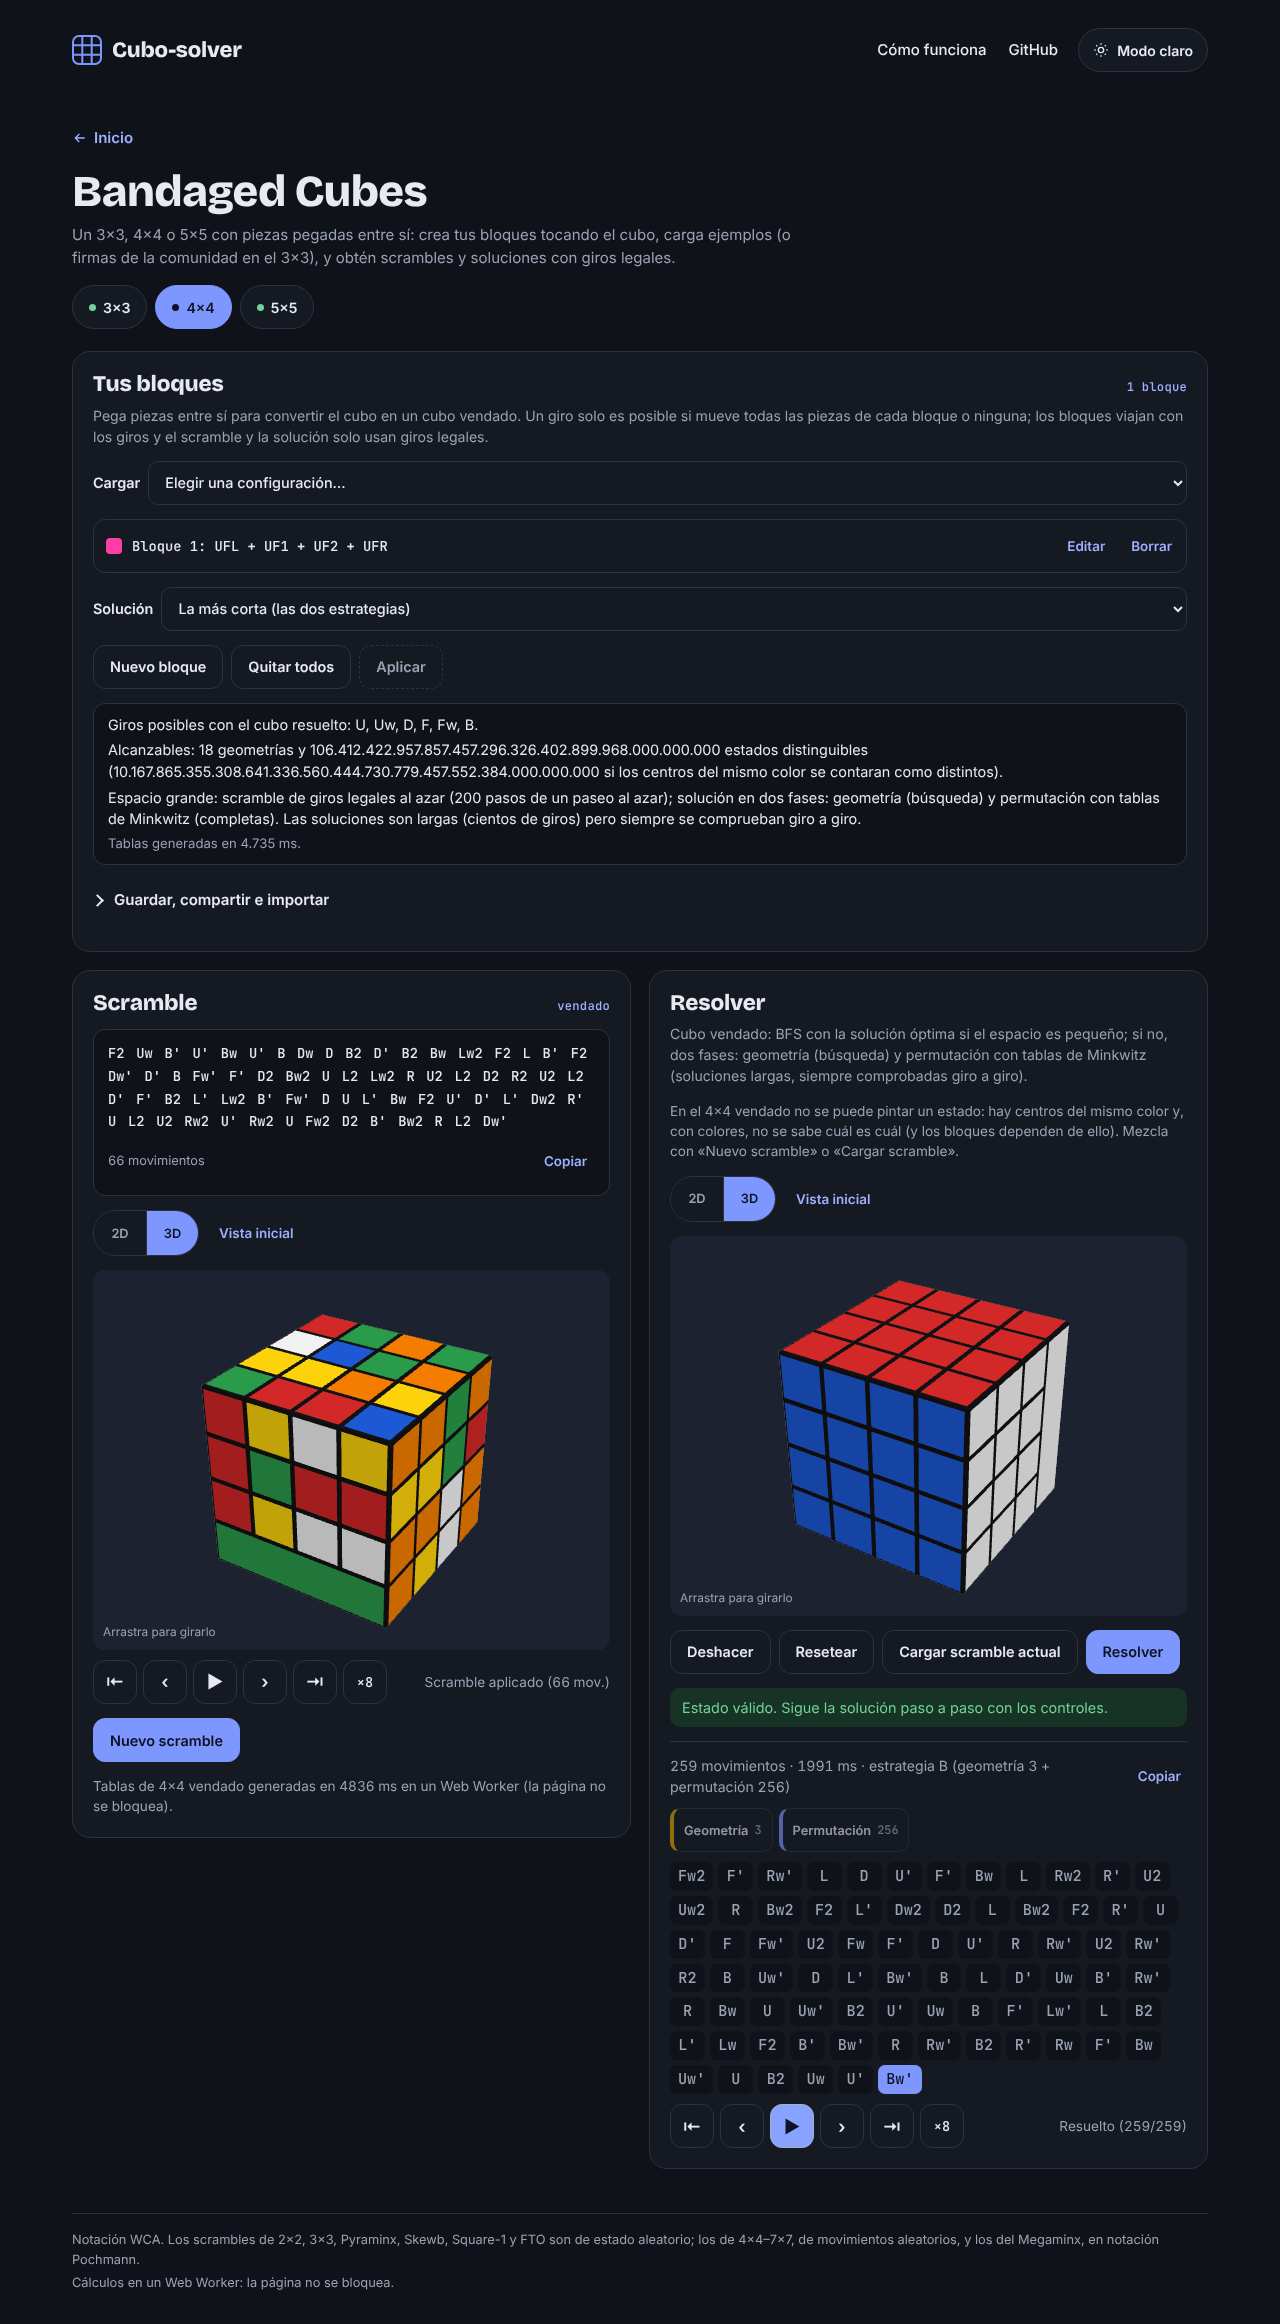 Cubo-solver
Cómo funciona
GitHub
Modo claro
← Inicio
Bandaged Cubes
Un 3×3, 4×4 o 5×5 con piezas pegadas entre sí: crea tus bloques tocando el cubo, carga ejemplos (o
firmas de la comunidad en el 3×3), y obtén scrambles y soluciones con giros legales.
3×3
4×4
5×5
Tus bloques
1 bloque
Pega piezas entre sí para convertir el cubo en un cubo vendado. Un giro solo es posible si mueve todas las piezas de cada bloque o ninguna; los bloques viajan con
los giros y el scramble y la solución solo usan giros legales.
Cargar
Elegir una configuración...
Bloque 1: UFL + UF1 + UF2 + UFR
Editar
Borrar
Solución
La más corta (las dos estrategias)
Nuevo bloque
Quitar todos
Aplicar
Giros posibles con el cubo resuelto: U, Uw, D, F, Fw, B.
Alcanzables: 18 geometrías y 106.412.422.957.857.457.296.326.402.899.968.000.000.000 estados distinguibles
(10.167.865.355.308.641.336.560.444.730.779.457.552.384.000.000.000 si los centros del mismo color se contaran como distintos).
Espacio grande: scramble de giros legales al azar (200 pasos de un paseo al azar); solución en dos fases: geometría (búsqueda) y permutación con tablas
de Minkwitz (completas). Las soluciones son largas (cientos de giros) pero siempre se comprueban giro a giro.
Tablas generadas en 4.735 ms.
Guardar, compartir e importar
Scramble
vendado
F2 Uw B' U' Bw U' B Dw D B2 D' B2 Bw Lw2 F2 L B' F2
Dw' D' B Fw' F' D2 Bw2 U L2 Lw2 R U2 L2 D2 R2 U2 L2
D' F' B2 L' Lw2 B' Fw' D U L' Bw F2 U' D' L' Dw2 R'
U L2 U2 Rw2 U' Rw2 U Fw2 D2 B' Bw2 R L2 Dw'
66 movimientos
Copiar
2D
3D
Vista inicial
Arrastra para girarlo
×8
Scramble aplicado (66 mov.)
Nuevo scramble
Tablas de 4×4 vendado generadas en 4836 ms en un Web Worker (la página no
se bloquea).
Resolver
Cubo vendado: BFS con la solución óptima si el espacio es pequeño; si no,
dos fases: geometría (búsqueda) y permutación con tablas de Minkwitz
(soluciones largas, siempre comprobadas giro a giro).
En el 4×4 vendado no se puede pintar un estado: hay centros del mismo color y,
con colores, no se sabe cuál es cuál (y los bloques dependen de ello). Mezcla
con «Nuevo scramble» o «Cargar scramble».
2D
3D
Vista inicial
Arrastra para girarlo
Deshacer
Resetear
Cargar scramble actual
Resolver
Estado válido. Sigue la solución paso a paso con los controles.
259 movimientos · 1991 ms · estrategia B (geometría 3 +
permutación 256)
Copiar
Geometría 3
Permutación 256
Fw2 F' Rw' L D U' F' Bw L Rw2 R' U2
Uw2 R Bw2 F2 L' Dw2 D2 L Bw2 F2 R' U
D' F Fw' U2 Fw F' D U' R Rw' U2 Rw'
R2 B Uw' D L' Bw' B L D' Uw B' Rw'
R Bw U Uw' B2 U' Uw B F' Lw' L B2
L' Lw F2 B' Bw' R Rw' B2 R' Rw F' Bw
Uw' U B2 Uw U' Bw'
×8
Resuelto (259/259)
Notación WCA. Los scrambles de 2×2, 3×3, Pyraminx, Skewb, Square-1 y FTO son de estado aleatorio; los de 4×4–7×7, de movimientos aleatorios, y los del Megaminx, en notación
Pochmann.
Cálculos en un Web Worker: la página no se bloquea.